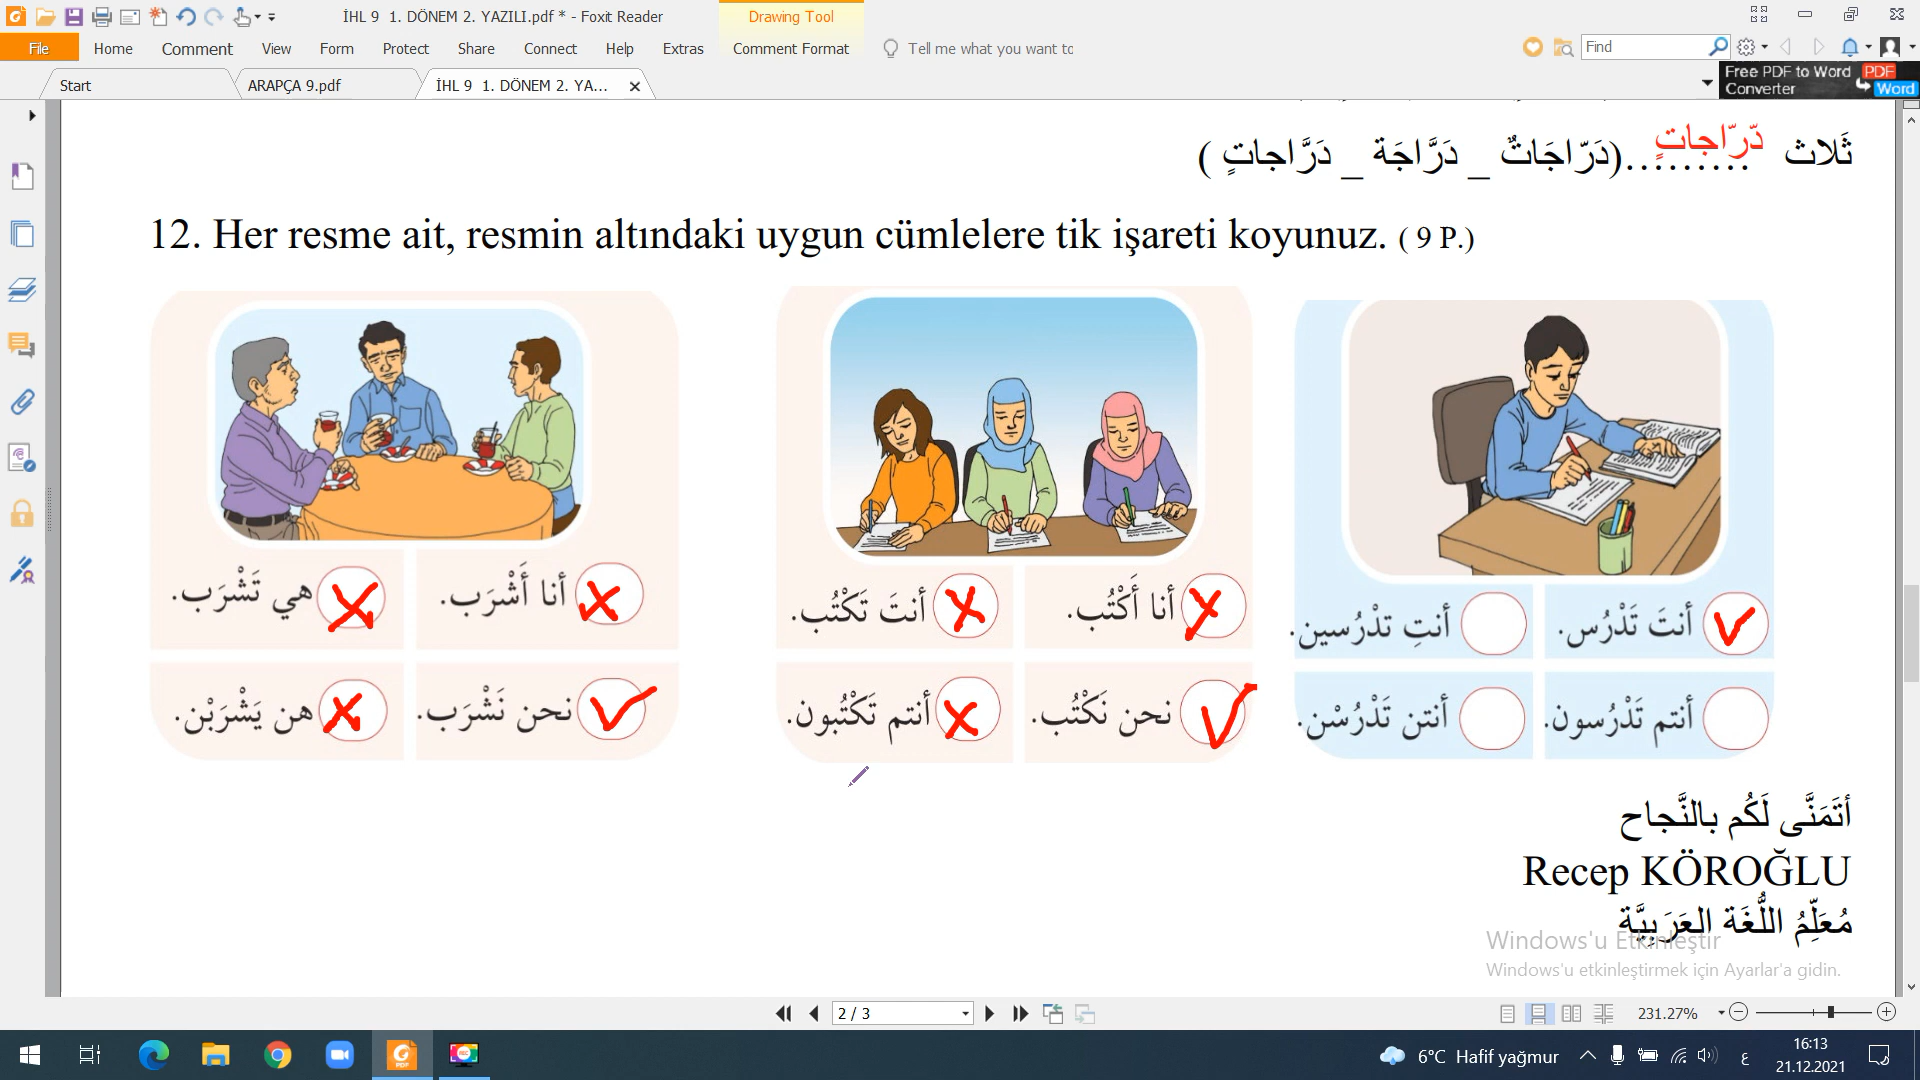 İHL 9 1. DÖNEM 2. YAZILI.pdf * - Foxit Reader
Drawing Tool
File Home Comment View Form Protect Share Connect Help Extras Comment Format Tell me what you want to
Find
Start
ARAPÇA 9.pdf
İHL 9 1. DÖNEM 2. YA...
Free PDF to Word Converter
PDF Word
ثَلاث .........(دَرّاجَاتٌ _ دَرَّاجَة _ دَرَّاجاتٍ )
دّرّاجاتٍ
12. Her resme ait, resmin altındaki uygun cümlelere tik işareti koyunuz. ( 9 P.)
أنا أَشْرَب.
هي تَشْرَب.
نحن نَشْرَب.
هن يَشْرَبْن.
أنا أَكْتُب.
أنتَ تَكْتُب.
نحن نَكْتُب.
أنتم تَكْتُبون.
أنتَ تَدْرُس.
أنتِ تدْرُسين.
أنتم تَدْرُسون.
أنتن تَدْرُسْن.
أتَمَنَّى لَكُم بالنَّجاح
Recep KÖROĞLU
مُعَلِّمُ اللُّغَة العَرَبِيَّة
Windows'u Etkinleştir
Windows'u etkinleştirmek için Ayarlar'a gidin.
2 / 3
231.27%
6°C Hafif yağmur
ع
16:13
21.12.2021